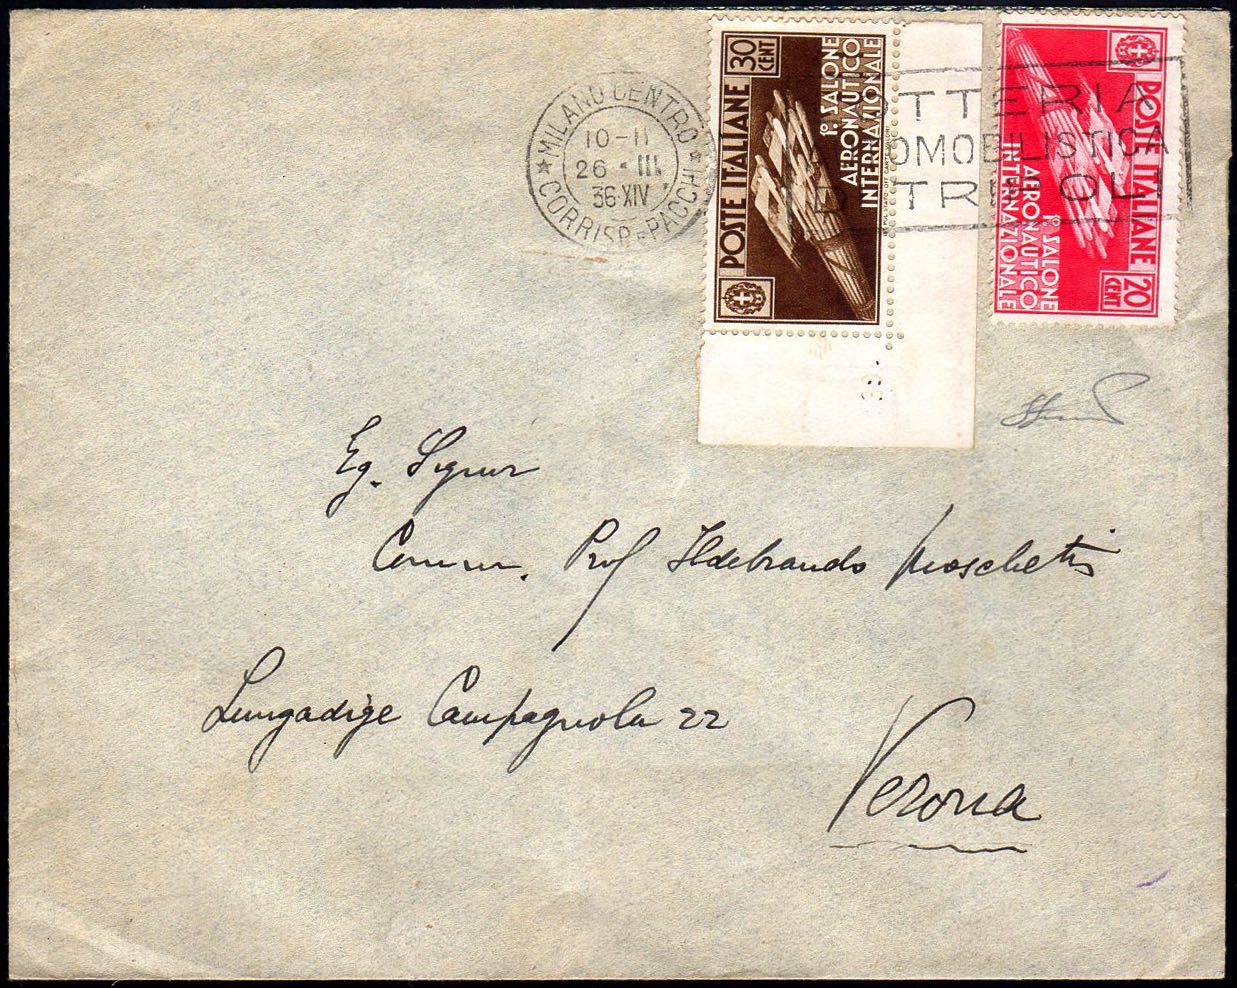 MILANO CENTRO
CORRISP. E PACCHI
10-11
26 · III.
36·XIV
30
CENT
POSTE ITALIANE
1° SALONE
AERONAUTICO
INTERNAZIONALE
OTTERIA
OMOBILISTICA
DI TRIPOLI
20
CENT
POSTE ITALIANE
1° SALONE
AERONAUTICO
INTERNAZIONALE
Eg. Signor
Comm. Prof Ildebrando
Lungadige Campagnola 22
Verona